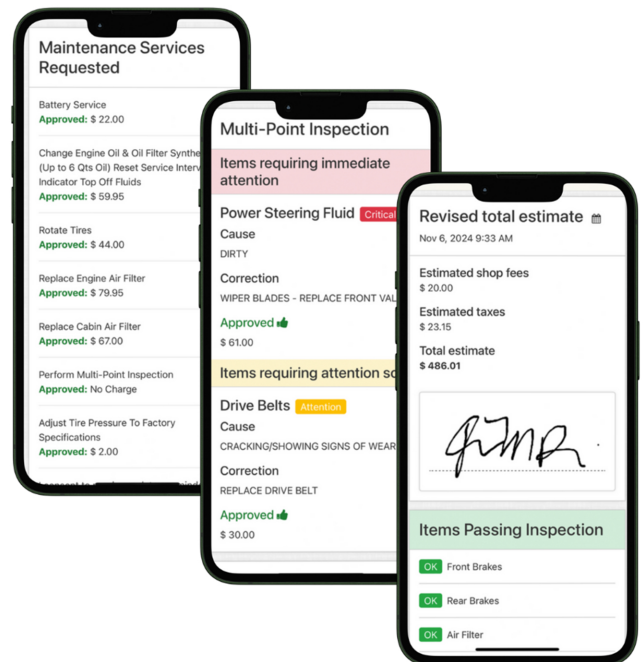 Maintenance Services
Requested
Battery Service
Approved: $ 22.00
Change Engine Oil & Oil Filter Synthe
(Up to 6 Qts Oil) Reset Service Interv
Indicator Top Off Fluids
Approved: $ 59.95
Rotate Tires
Approved: $ 44.00
Replace Engine Air Filter
Approved: $ 79.95
Replace Cabin Air Filter
Approved: $ 67.00
Perform Multi-Point Inspection
Approved: No Charge
Adjust Tire Pressure To Factory
Specifications
Approved: $ 2.00
Multi-Point Inspection
Items requiring immediate
attention
Power Steering Fluid Critical
Cause
DIRTY
Correction
WIPER BLADES - REPLACE FRONT VAL
Approved
$ 61.00
Items requiring attention so
Drive Belts Attention
Cause
CRACKING/SHOWING SIGNS OF WEAR
Correction
REPLACE DRIVE BELT
Approved
$ 30.00
Revised total estimate
Nov 6, 2024 9:33 AM
Estimated shop fees
$ 20.00
Estimated taxes
$ 23.15
Total estimate
$ 486.01
Items Passing Inspection
OK Front Brakes
OK Rear Brakes
OK Air Filter